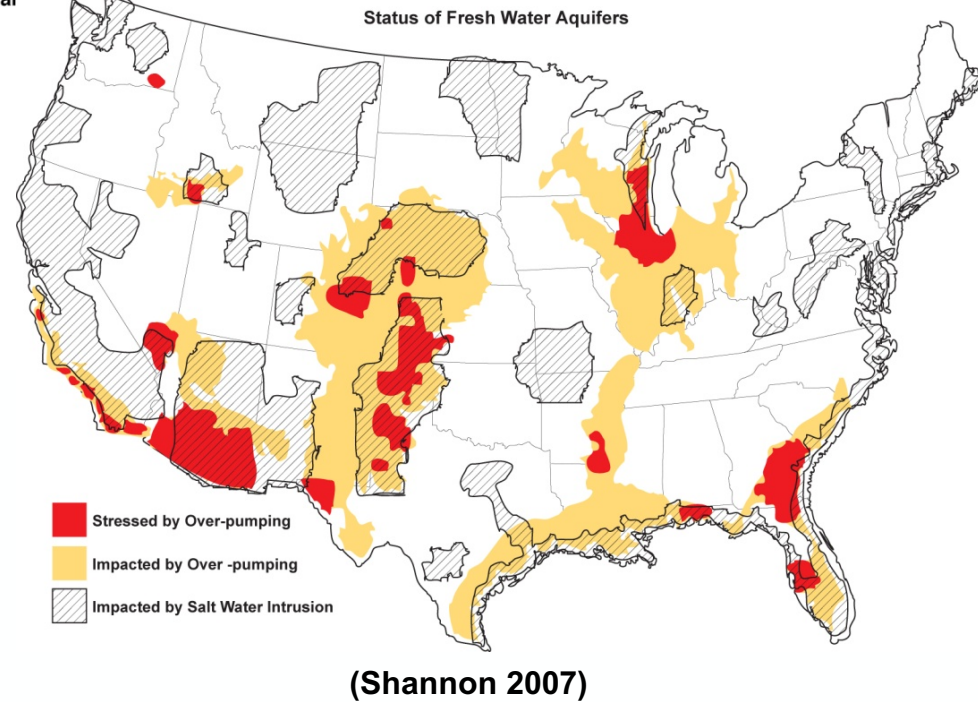 al
Status of Fresh Water Aquifers
Stressed by Over-pumping
Impacted by Over -pumping
Impacted by Salt Water Intrusion
(Shannon 2007)